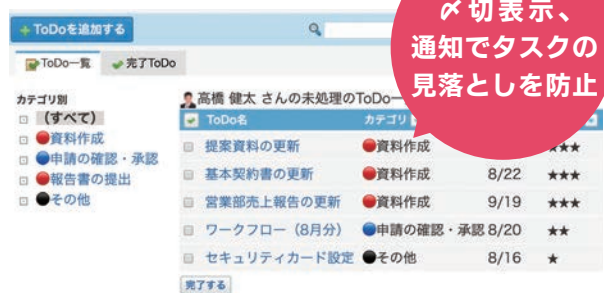 〆切表示、
通知でタスクの
見落としを防止
+ToDoを追加する
ToDo一覧 完了ToDo
カテゴリ別
(すべて)
資料作成
申請の確認・承認
報告書の提出
その他
高橋 健太 さんの未処理のToDo一
ToDo名 カテゴリ
提案資料の更新 資料作成 ★★★
基本契約書の更新 資料作成 8/22 ★★★
営業部売上報告の更新 資料作成 9/19 ★★★
ワークフロー（8月分） 申請の確認・承認 8/20 ★★
セキュリティカード設定 その他 8/16 ★
完了する